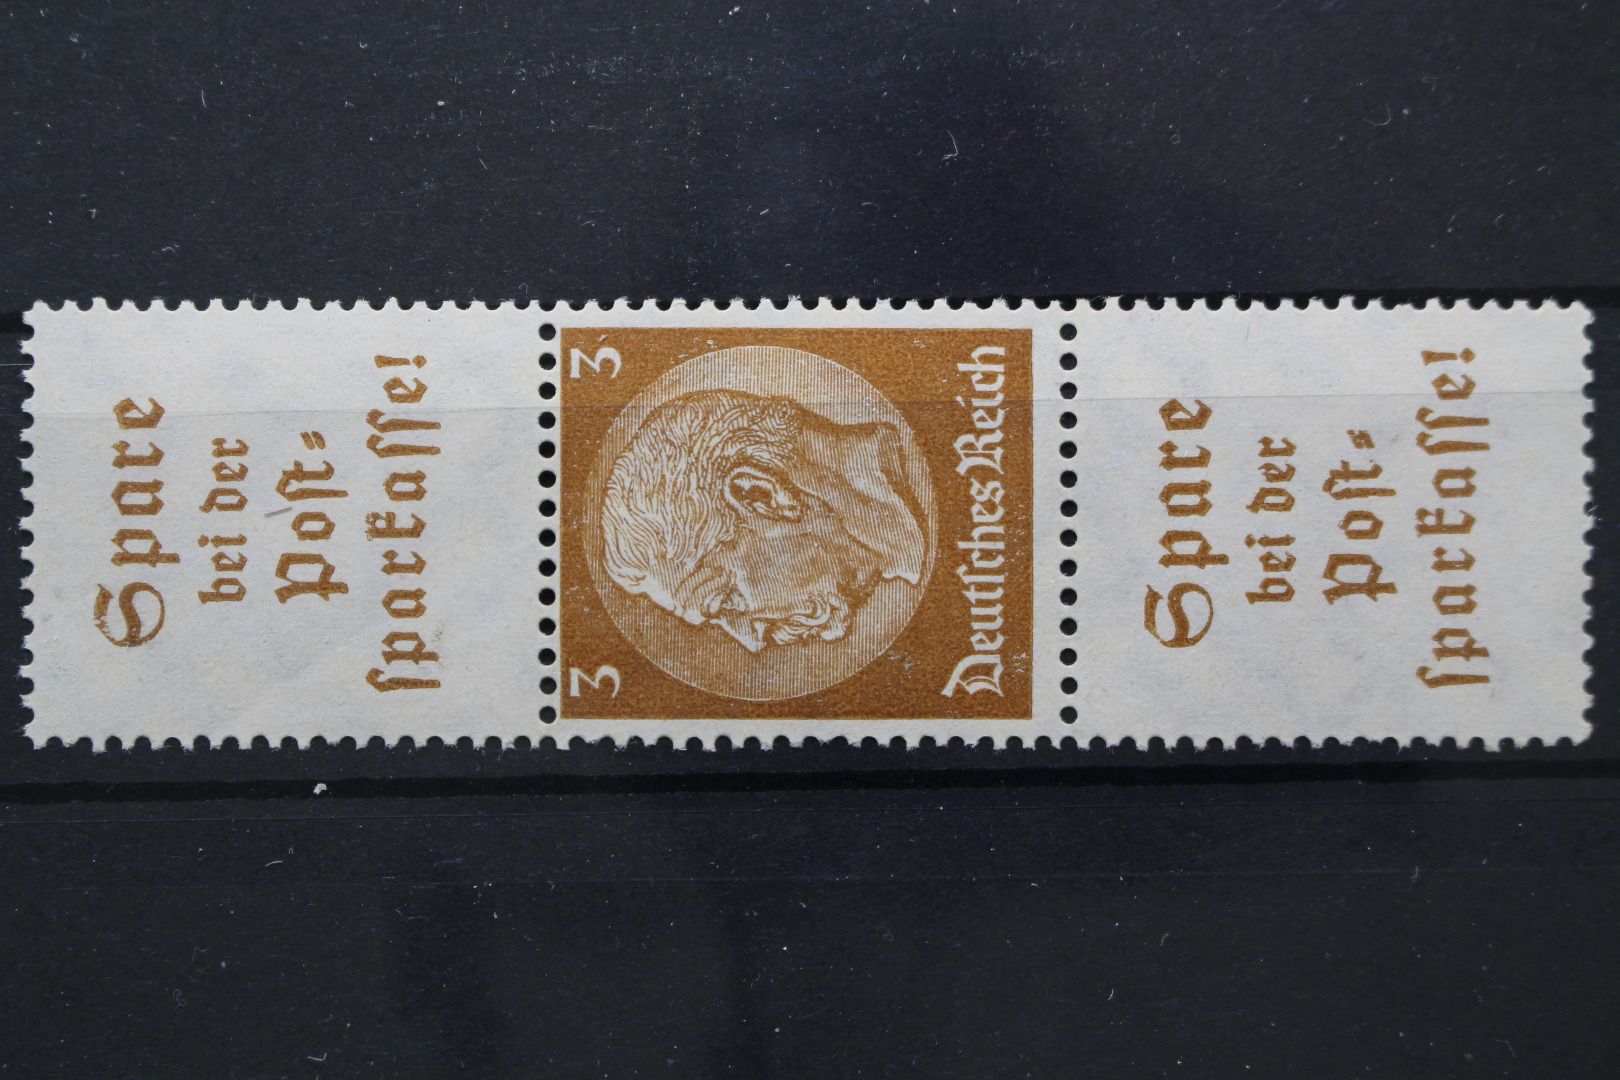 Spare
bei der
Post=
sparkasse!
3 3
Deutsches Reich
Spare
bei der
Post=
sparkasse!